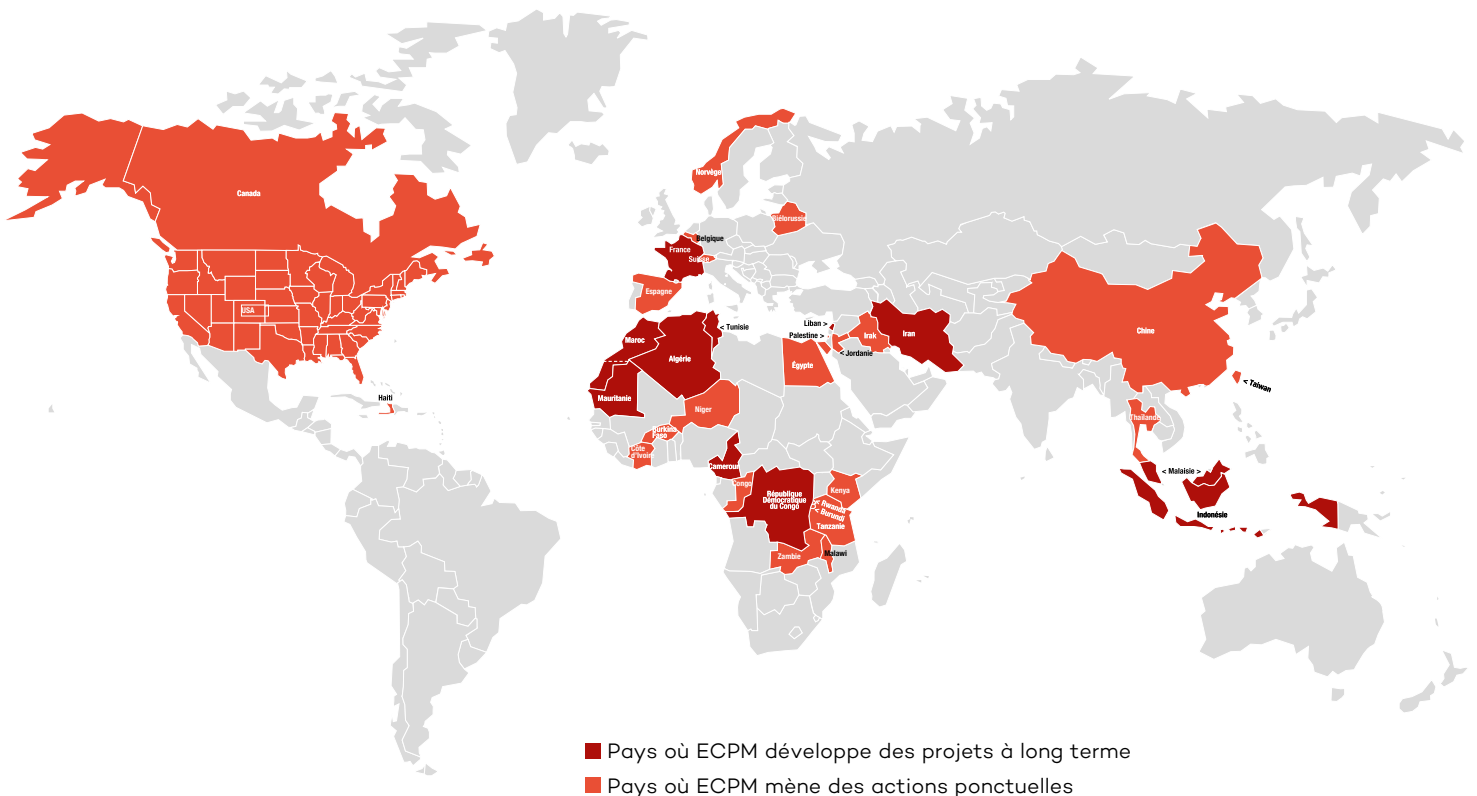 Canada
USA
Haïti
Norvège
Biélorussie
Belgique
France
Suisse
Espagne
< Tunisie
Liban >
Palestine >
< Jordanie
Irak
Iran
Maroc
Algérie
Égypte
Mauritanie
Niger
Burkina
Faso
Côte
d'Ivoire
Cameroun
Congo
République
Démocratique
du Congo
Kenya
< Rwanda
< Burundi
Tanzanie
Zambie
Malawi
Chine
< Taïwan
Thaïlande
< Malaisie >
Indonésie
Pays où ECPM développe des projets à long terme
Pays où ECPM mène des actions ponctuelles